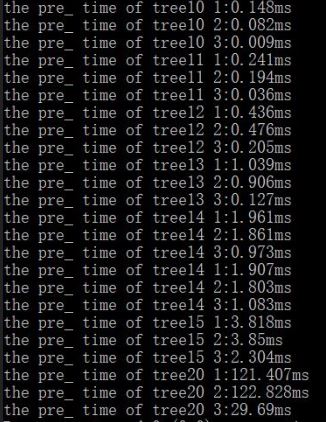 the pre_ time of tree10 1:0.148ms
the pre_ time of tree10 2:0.082ms
the pre_ time of tree10 3:0.009ms
the pre_ time of tree11 1:0.241ms
the pre_ time of tree11 2:0.194ms
the pre_ time of tree11 3:0.036ms
the pre_ time of tree12 1:0.436ms
the pre_ time of tree12 2:0.476ms
the pre_ time of tree12 3:0.205ms
the pre_ time of tree13 1:1.039ms
the pre_ time of tree13 2:0.906ms
the pre_ time of tree13 3:0.127ms
the pre_ time of tree14 1:1.961ms
the pre_ time of tree14 2:1.861ms
the pre_ time of tree14 3:0.973ms
the pre_ time of tree14 1:1.907ms
the pre_ time of tree14 2:1.803ms
the pre_ time of tree14 3:1.083ms
the pre_ time of tree15 1:3.818ms
the pre_ time of tree15 2:3.85ms
the pre_ time of tree15 3:2.304ms
the pre_ time of tree20 1:121.407ms
the pre_ time of tree20 2:122.828ms
the pre_ time of tree20 3:29.69ms